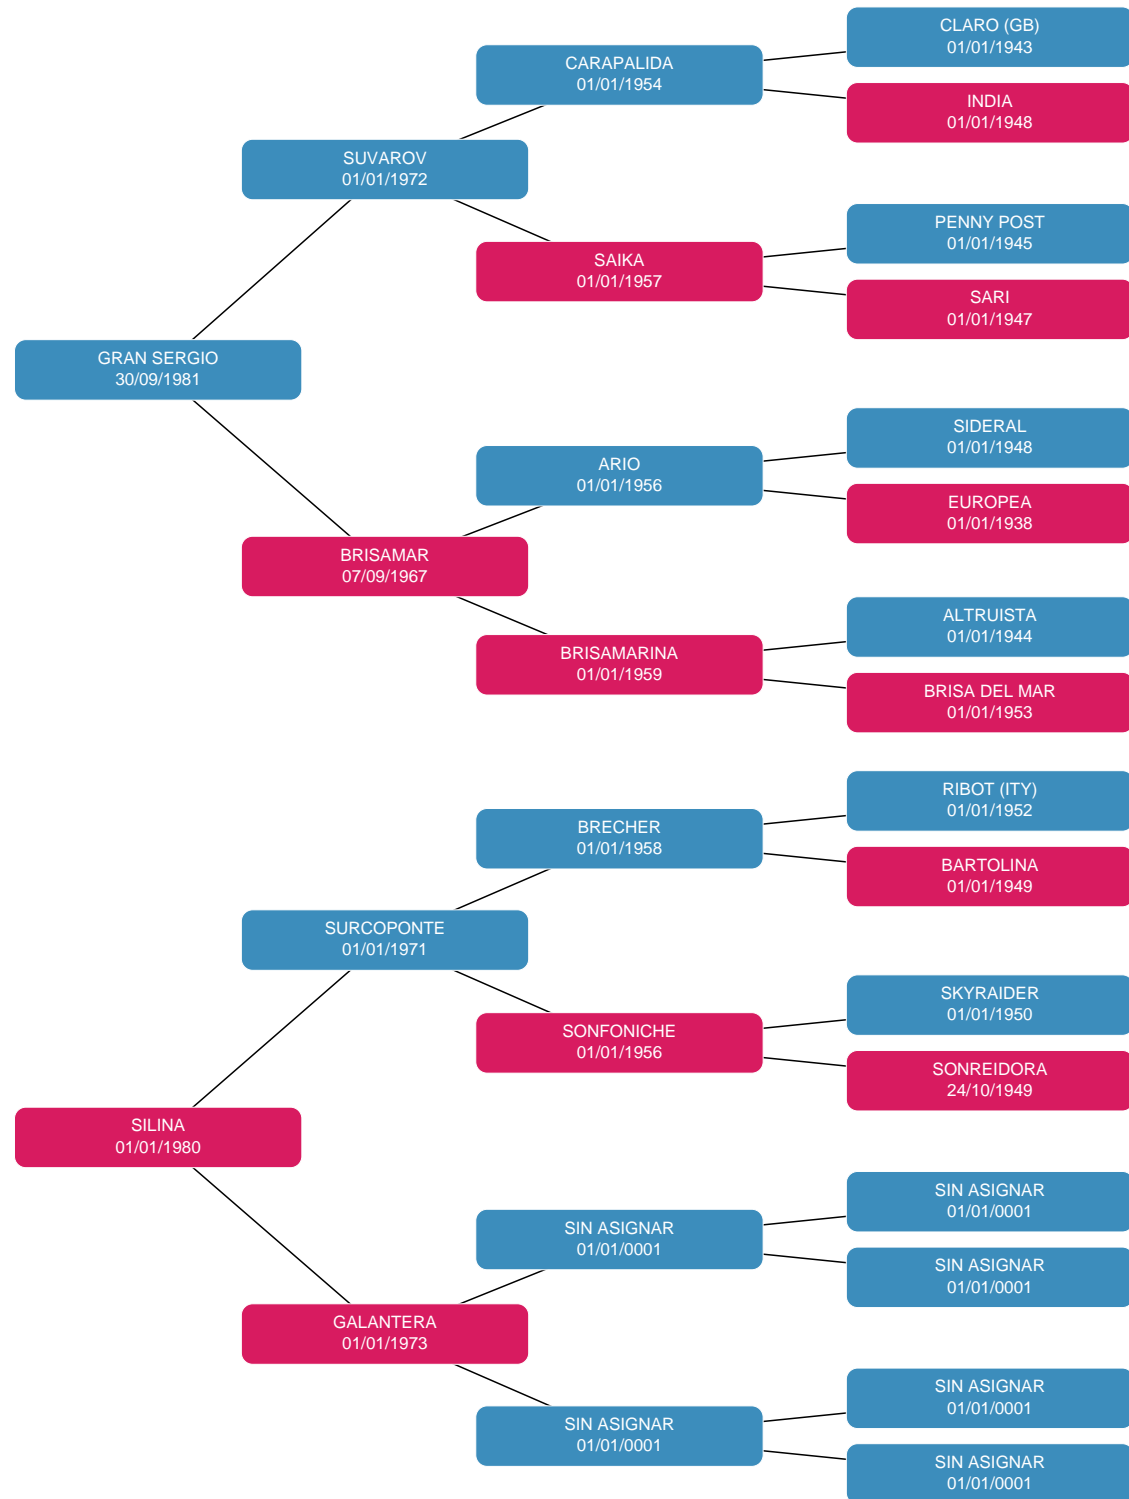 CLARO (GB)
01/01/1943
CARAPALIDA
01/01/1954
INDIA
01/01/1948
SUVAROV
01/01/1972
PENNY POST
01/01/1945
SAIKA
01/01/1957
SARI
01/01/1947
GRAN SERGIO
30/09/1981
SIDERAL
01/01/1948
ARIO
01/01/1956
EUROPEA
01/01/1938
BRISAMAR
07/09/1967
ALTRUISTA
01/01/1944
BRISAMARINA
01/01/1959
BRISA DEL MAR
01/01/1953
RIBOT (ITY)
01/01/1952
BRECHER
01/01/1958
BARTOLINA
01/01/1949
SURCOPONTE
01/01/1971
SKYRAIDER
01/01/1950
SONFONICHE
01/01/1956
SONREIDORA
24/10/1949
SILINA
01/01/1980
SIN ASIGNAR
01/01/0001
SIN ASIGNAR
01/01/0001
SIN ASIGNAR
01/01/0001
GALANTERA
01/01/1973
SIN ASIGNAR
01/01/0001
SIN ASIGNAR
01/01/0001
SIN ASIGNAR
01/01/0001